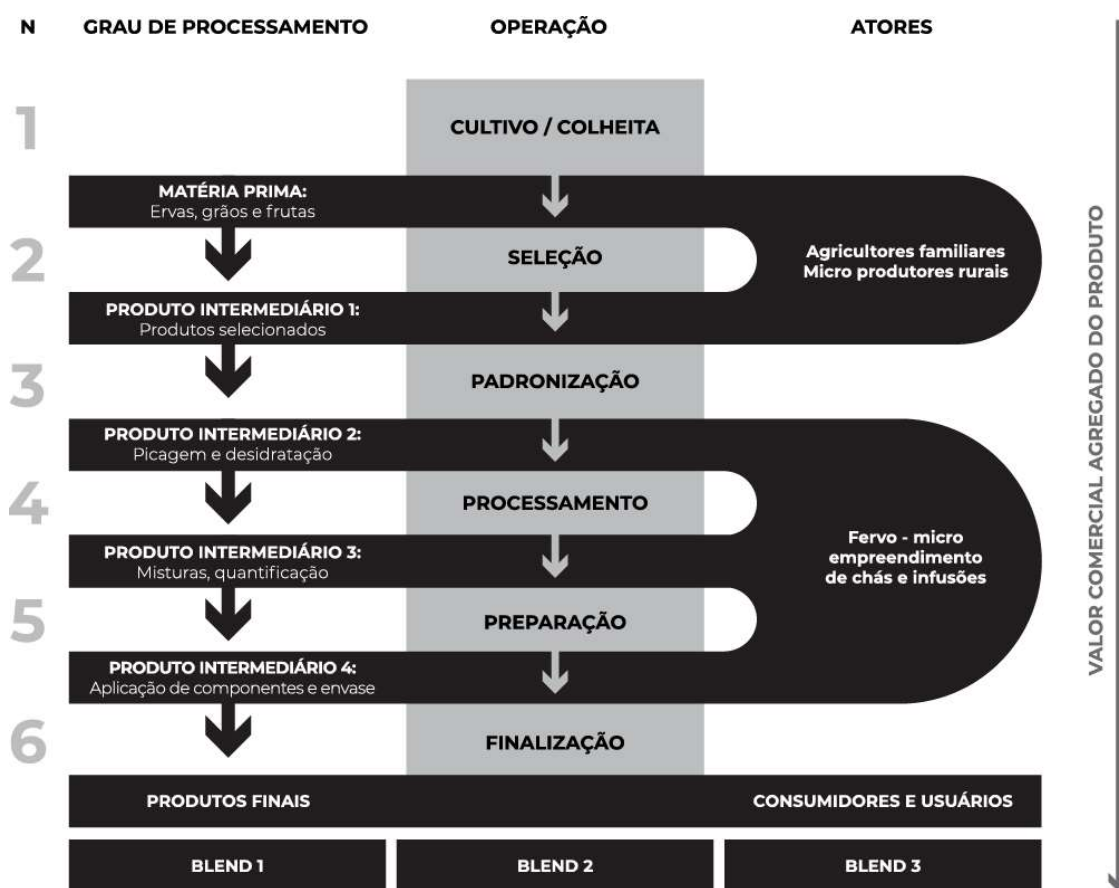 N GRAU DE PROCESSAMENTO OPERAÇÃO ATORES
1
CULTIVO / COLHEITA
MATÉRIA PRIMA:
Ervas, grãos e frutas
2
SELEÇÃO
Agricultores familiares
Micro produtores rurais
PRODUTO INTERMEDIÁRIO 1:
Produtos selecionados
3
PADRONIZAÇÃO
PRODUTO INTERMEDIÁRIO 2:
Picagem e desidratação
4
PROCESSAMENTO
PRODUTO INTERMEDIÁRIO 3:
Misturas, quantificação
Fervo - micro
empreendimento
de chás e infusões
5
PREPARAÇÃO
PRODUTO INTERMEDIÁRIO 4:
Aplicação de componentes e envase
6
FINALIZAÇÃO
PRODUTOS FINAIS CONSUMIDORES E USUÁRIOS
BLEND 1 BLEND 2 BLEND 3
VALOR COMERCIAL AGREGADO DO PRODUTO